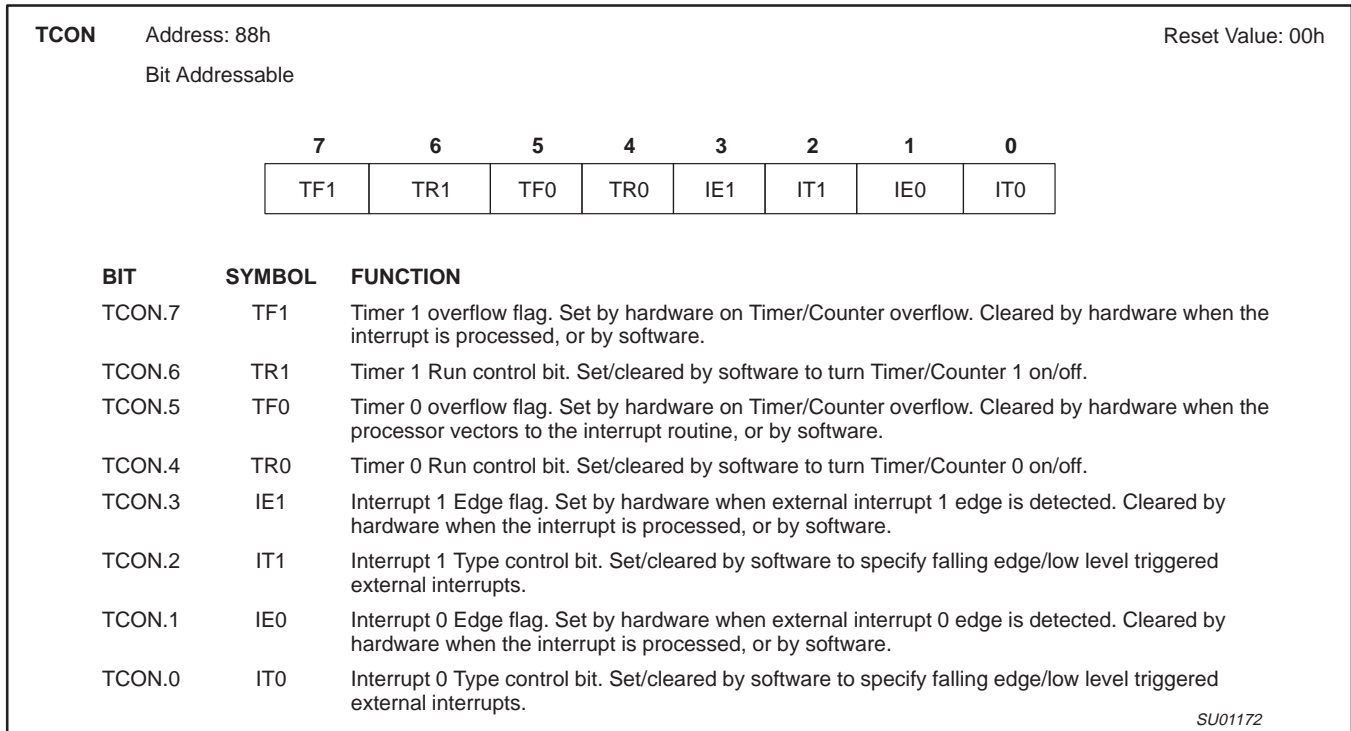 TCON Address: 88h Reset Value: 00h
Bit Addressable
7 6 5 4 3 2 1 0
TF1 TR1 TF0 TR0 IE1 IT1 IE0 IT0
BIT SYMBOL FUNCTION
TCON.7 TF1 Timer 1 overflow flag. Set by hardware on Timer/Counter overflow. Cleared by hardware when the
interrupt is processed, or by software.
TCON.6 TR1 Timer 1 Run control bit. Set/cleared by software to turn Timer/Counter 1 on/off.
TCON.5 TF0 Timer 0 overflow flag. Set by hardware on Timer/Counter overflow. Cleared by hardware when the
processor vectors to the interrupt routine, or by software.
TCON.4 TR0 Timer 0 Run control bit. Set/cleared by software to turn Timer/Counter 0 on/off.
TCON.3 IE1 Interrupt 1 Edge flag. Set by hardware when external interrupt 1 edge is detected. Cleared by
hardware when the interrupt is processed, or by software.
TCON.2 IT1 Interrupt 1 Type control bit. Set/cleared by software to specify falling edge/low level triggered
external interrupts.
TCON.1 IE0 Interrupt 0 Edge flag. Set by hardware when external interrupt 0 edge is detected. Cleared by
hardware when the interrupt is processed, or by software.
TCON.0 IT0 Interrupt 0 Type control bit. Set/cleared by software to specify falling edge/low level triggered
external interrupts.
SU01172